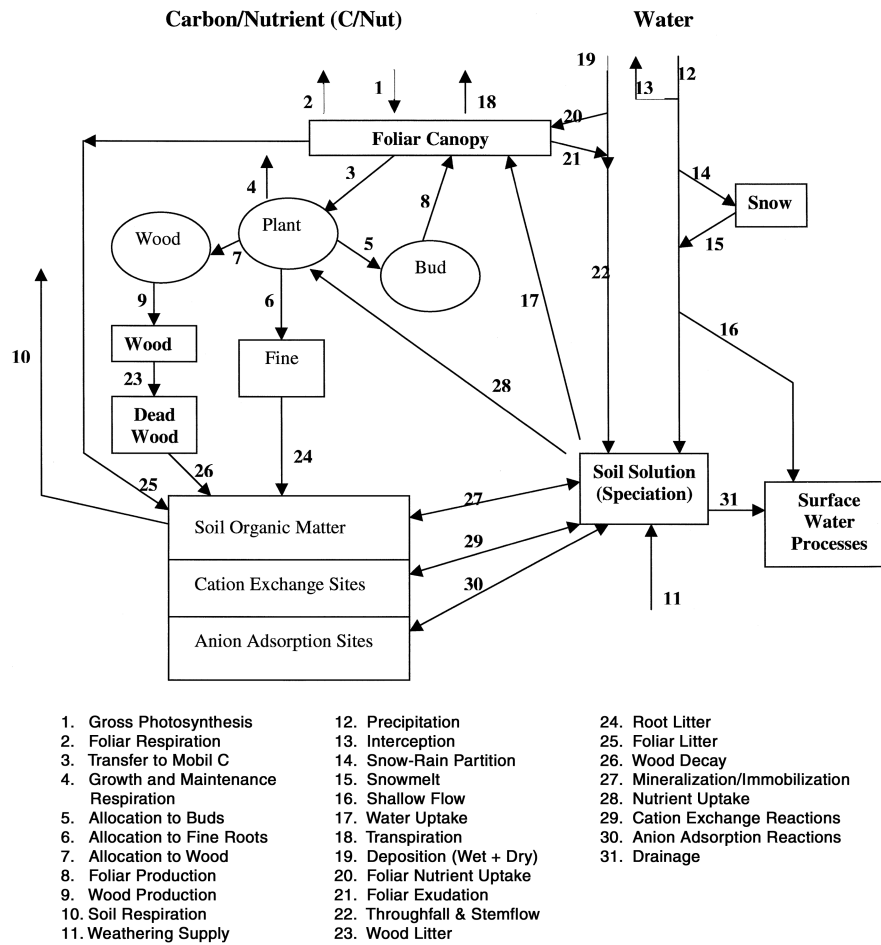 Carbon/Nutrient (C/Nut)
Water
19
12
2
1
18
13
20
Foliar Canopy
21
3
14
4
8
Snow
Plant
Wood
5
15
7
Bud
22
9
6
17
16
Wood
Fine
10
23
28
Dead
Wood
24
26
25
Soil Solution
(Speciation)
27
31
Surface
Water
Processes
Soil Organic Matter
29
Cation Exchange Sites
30
11
Anion Adsorption Sites
1. Gross Photosynthesis
2. Foliar Respiration
3. Transfer to Mobil C
4. Growth and Maintenance
Respiration
5. Allocation to Buds
6. Allocation to Fine Roots
7. Allocation to Wood
8. Foliar Production
9. Wood Production
10. Soil Respiration
11. Weathering Supply
12. Precipitation
13. Interception
14. Snow-Rain Partition
15. Snowmelt
16. Shallow Flow
17. Water Uptake
18. Transpiration
19. Deposition (Wet + Dry)
20. Foliar Nutrient Uptake
21. Foliar Exudation
22. Throughfall & Stemflow
23. Wood Litter
24. Root Litter
25. Foliar Litter
26. Wood Decay
27. Mineralization/Immobilization
28. Nutrient Uptake
29. Cation Exchange Reactions
30. Anion Adsorption Reactions
31. Drainage